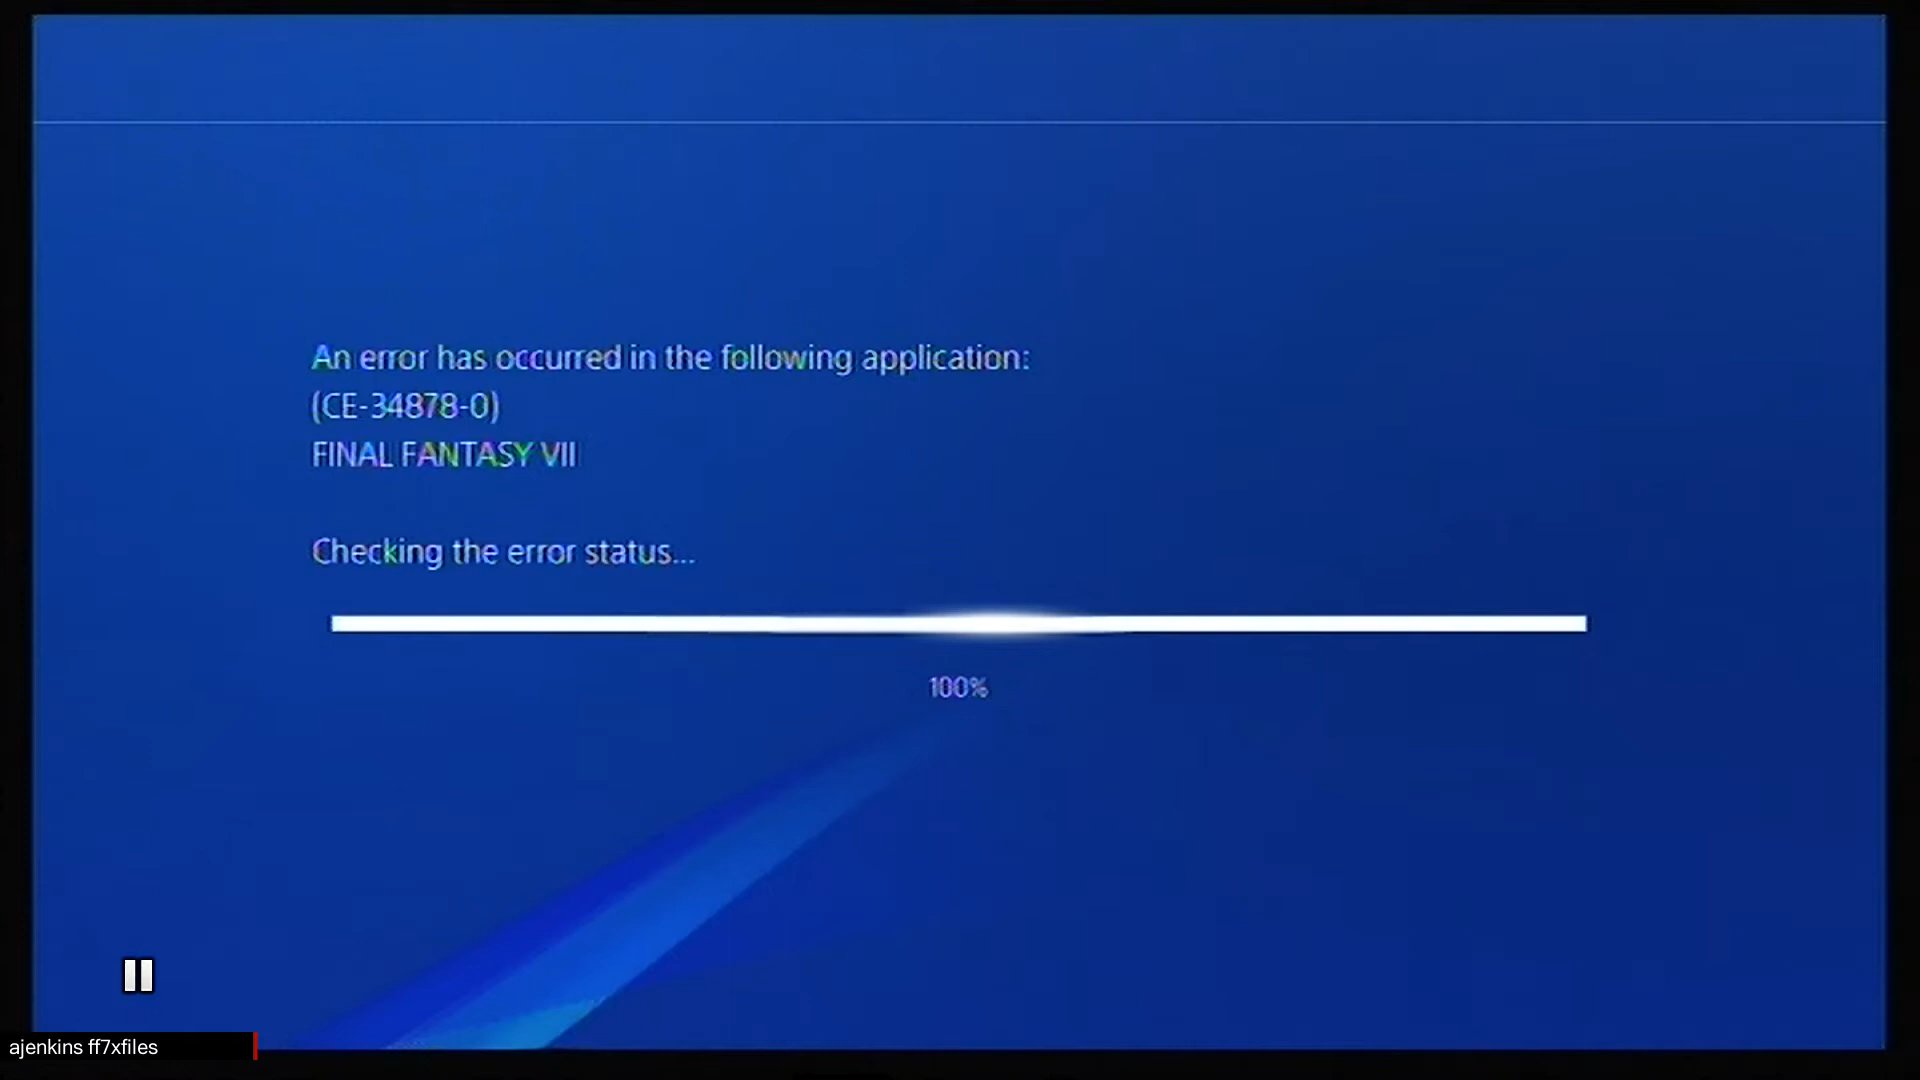 An error has occurred in the following application:
(CE-34878-0)
FINAL FANTASY VII
Checking the error status...
100%
ajenkins ff7xfiles